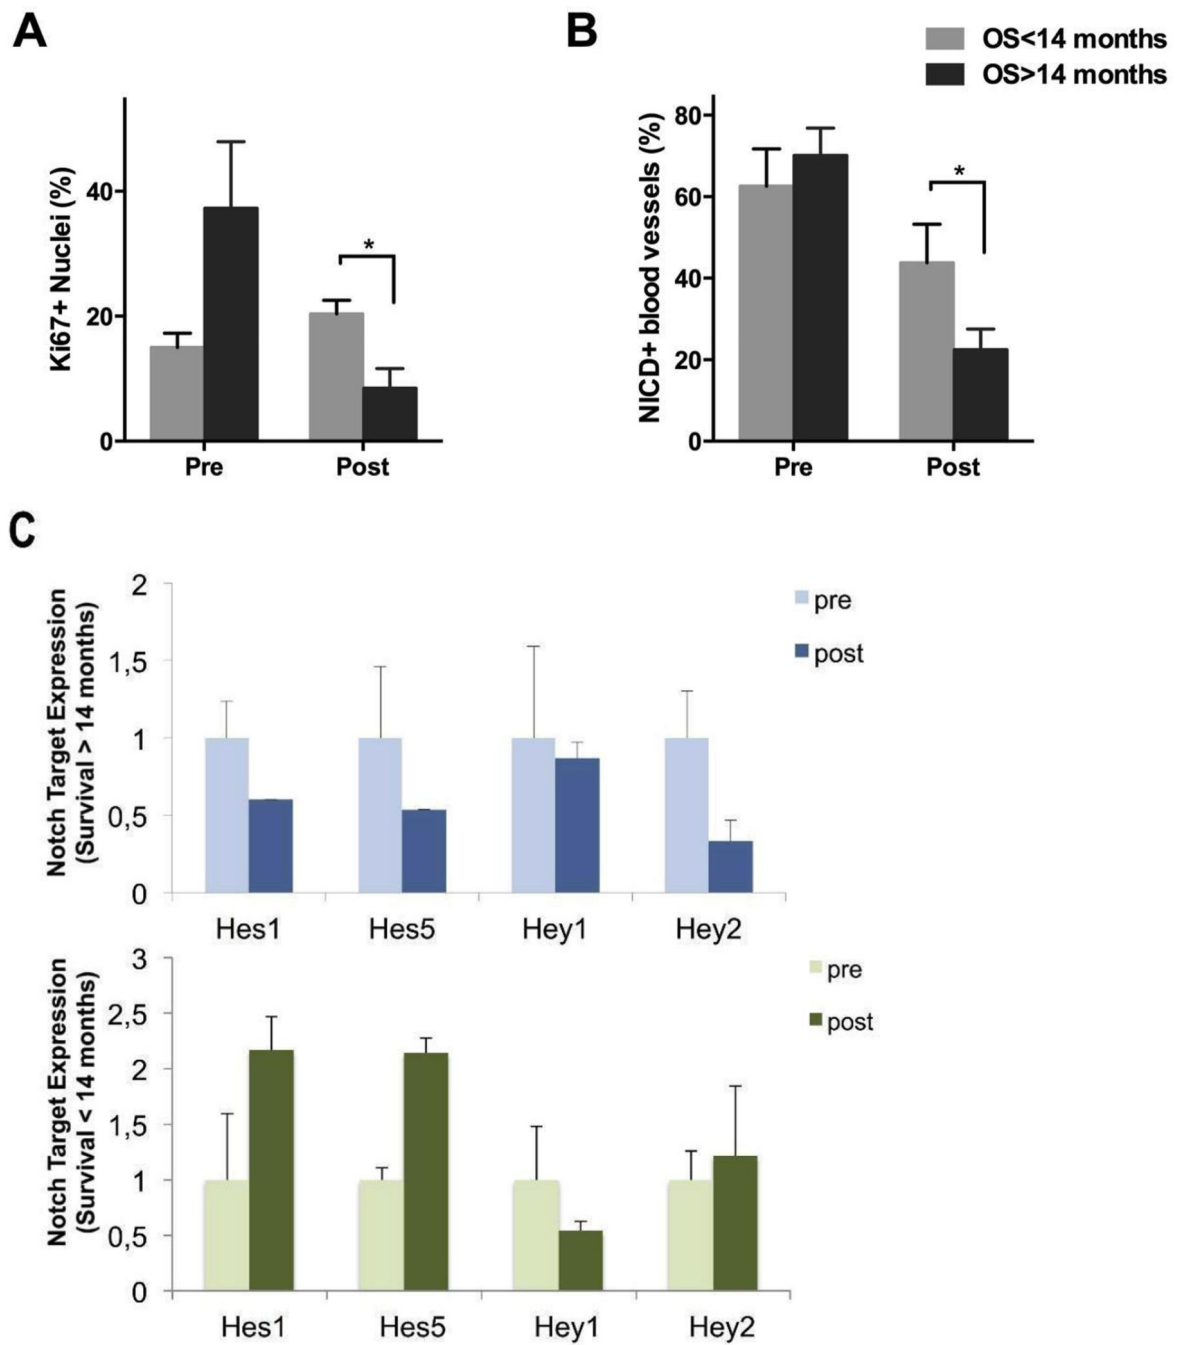 A
Ki67+ Nuclei (%)
40
20
0
*
Pre
Post
B
OS<14 months
OS>14 months
NICD+ blood vessels (%)
80
60
40
20
0
*
Pre
Post
C
Notch Target Expression
(Survival > 14 months)
2
1,5
1
0,5
0
pre
post
Hes1
Hes5
Hey1
Hey2
Notch Target Expression
(Survival < 14 months)
3
2,5
2
1,5
1
0,5
0
pre
post
Hes1
Hes5
Hey1
Hey2